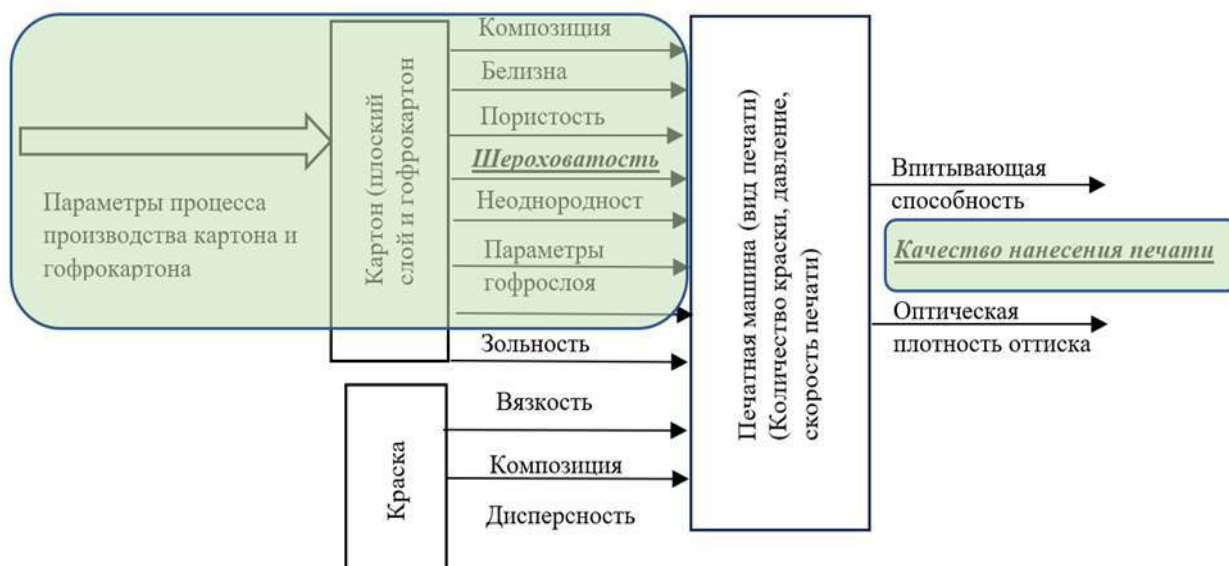 Параметры процесса
производства картона и
гофрокартона
Картон (плоский
слой и гофрокартон
Композиция
Белизна
Пористость
Шероховатость
Неоднородност
Параметры
гофрослоя
Зольность
Краска
Вязкость
Композиция
Дисперсность
Печатная машина (вид печати)
(Количество краски, давление,
скорость печати)
Впитывающая
способность
Качество нанесения печати
Оптическая
плотность оттиска